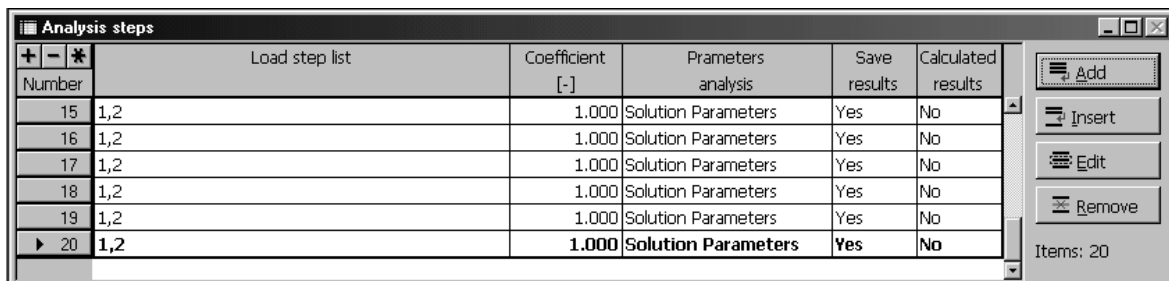 Analysis steps
+ - * Load step list Coefficient Prameters Save Calculated
Number [-] analysis results results
15 1,2 1.000 Solution Parameters Yes No
16 1,2 1.000 Solution Parameters Yes No
17 1,2 1.000 Solution Parameters Yes No
18 1,2 1.000 Solution Parameters Yes No
19 1,2 1.000 Solution Parameters Yes No
20 1,2 1.000 Solution Parameters Yes No
Add
Insert
Edit
Remove
Items: 20